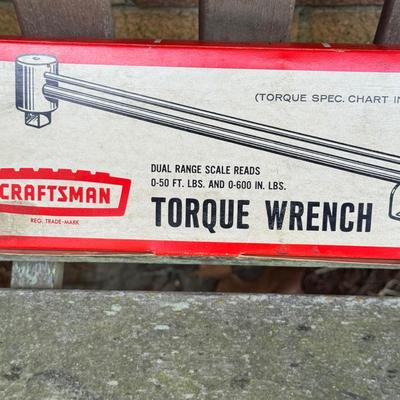 (TORQUE SPEC. CHART IN
DUAL RANGE SCALE READS
0-50 FT. LBS. AND 0-600 IN. LBS.
CRAFTSMAN
REG. TRADE-MARK
TORQUE WRENCH